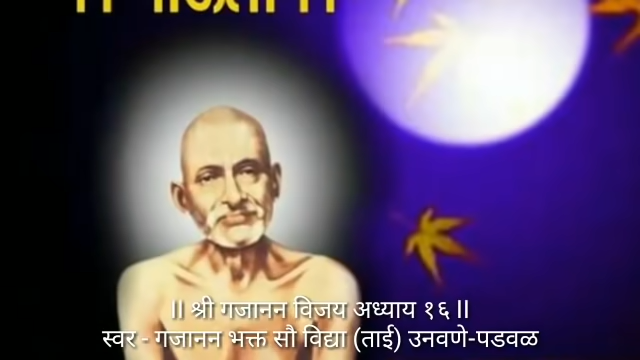 ॥ श्री गजानन विजय अध्याय १६ ॥
स्वर - गजानन भक्त सौ विद्या (ताई) उनवणे-पडवळ